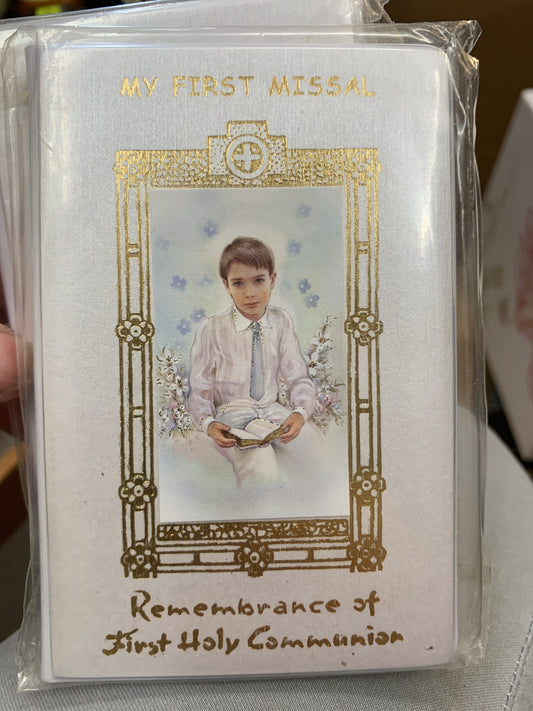 MY FIRST MISSAL
Remembrance of
First Holy Communion